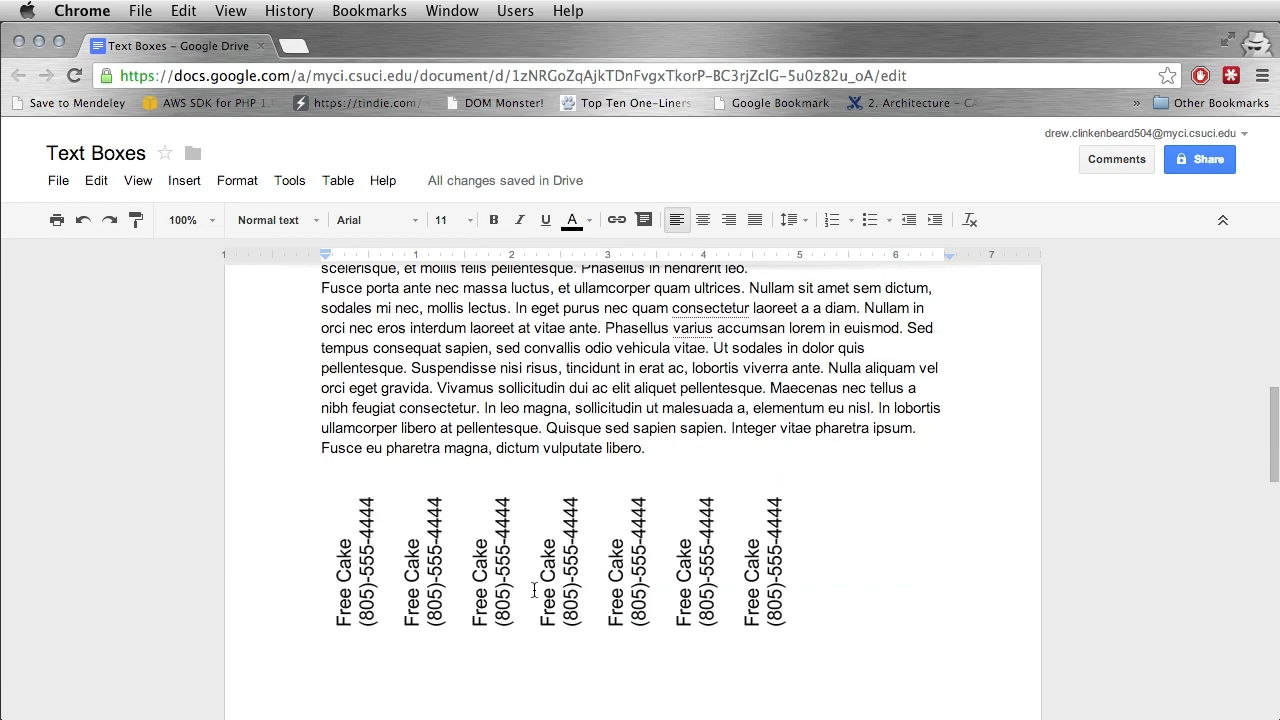 Chrome File Edit View History Bookmarks Window Users Help
Text Boxes – Google Drive
https://docs.google.com/a/myci.csuci.edu/document/d/1zNRGoZqAjkTDnFvgxTkorP-BC3rjZclG-5u0z82u_oA/edit
Save to Mendeley AWS SDK for PHP 1. https://tindie.com/ DOM Monster! Top Ten One-Liners Google Bookmark 2. Architecture – CA » Other Bookmarks
drew.clinkenbeard504@myci.csuci.edu
Text Boxes
Comments Share
File Edit View Insert Format Tools Table Help All changes saved in Drive
100% Normal text Arial 11 B I U A
1 1 2 3 4 5 6 7
scelerisque, et mollis felis pellentesque. Phasellus in hendrerit leo.
Fusce porta ante nec massa luctus, et ullamcorper quam ultrices. Nullam sit amet sem dictum,
sodales mi nec, mollis lectus. In eget purus nec quam consectetur laoreet a a diam. Nullam in
orci nec eros interdum laoreet at vitae ante. Phasellus varius accumsan lorem in euismod. Sed
tempus consequat sapien, sed convallis odio vehicula vitae. Ut sodales in dolor quis
pellentesque. Suspendisse nisi risus, tincidunt in erat ac, lobortis viverra ante. Nulla aliquam vel
orci eget gravida. Vivamus sollicitudin dui ac elit aliquet pellentesque. Maecenas nec tellus a
nibh feugiat consectetur. In leo magna, sollicitudin ut malesuada a, elementum eu nisl. In lobortis
ullamcorper libero at pellentesque. Quisque sed sapien sapien. Integer vitae pharetra ipsum.
Fusce eu pharetra magna, dictum vulputate libero.
Free Cake
(805)-555-4444
Free Cake
(805)-555-4444
Free Cake
(805)-555-4444
Free Cake
(805)-555-4444
Free Cake
(805)-555-4444
Free Cake
(805)-555-4444
Free Cake
(805)-555-4444